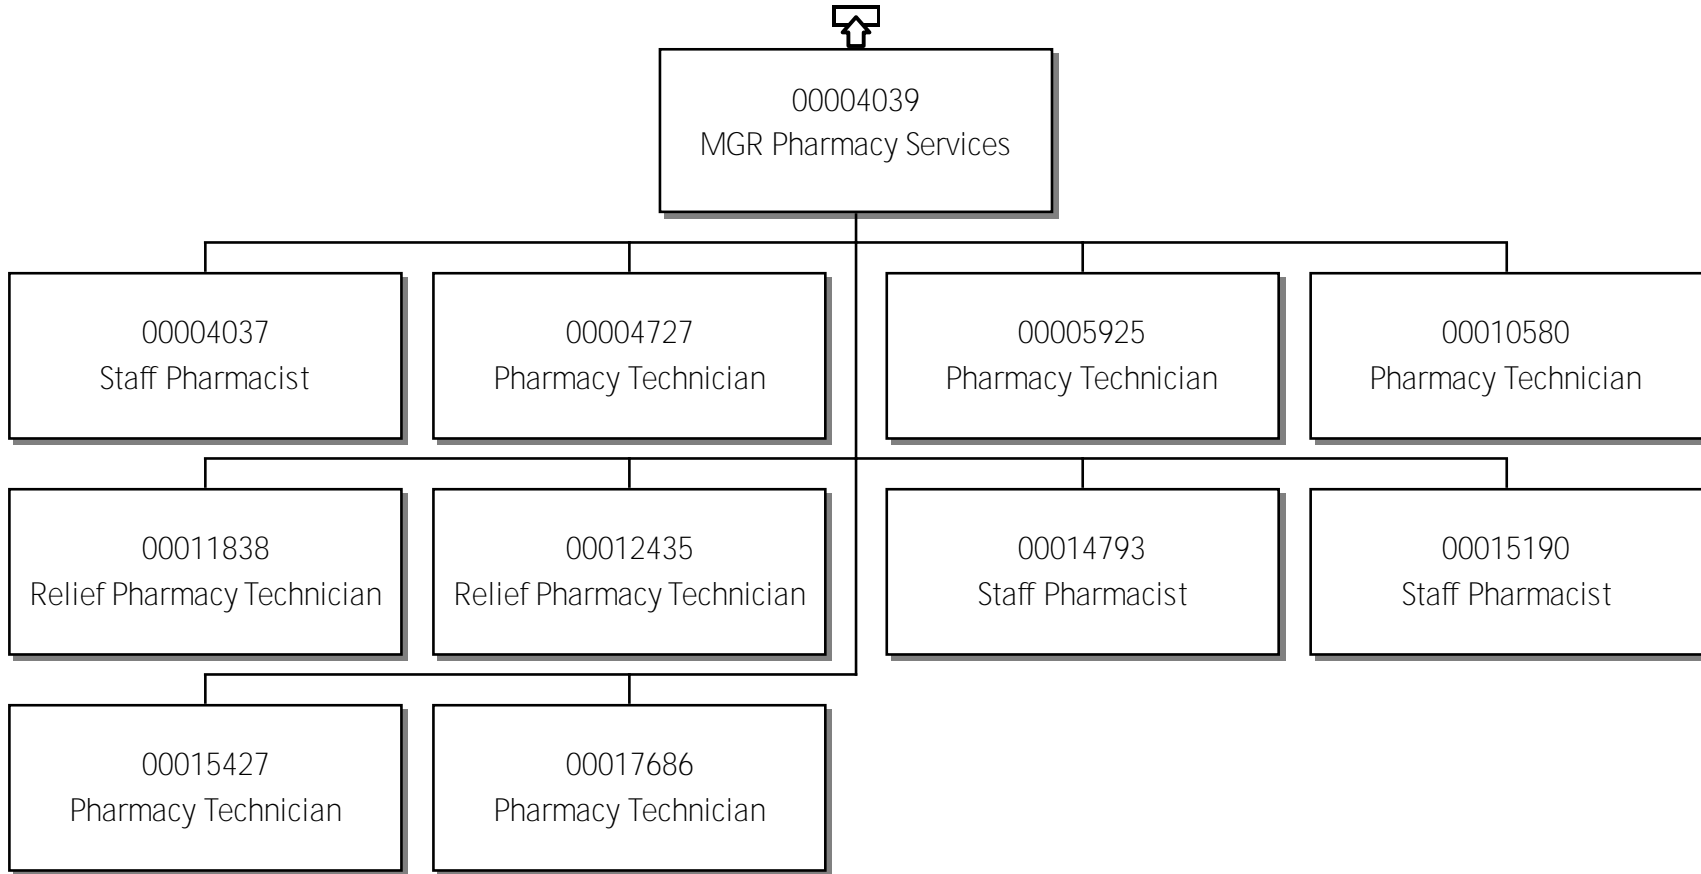 00004039
MGR Pharmacy Services
00004037
Staff Pharmacist
00004727
Pharmacy Technician
00005925
Pharmacy Technician
00010580
Pharmacy Technician
00011838
Relief Pharmacy Technician
00012435
Relief Pharmacy Technician
00014793
Staff Pharmacist
00015190
Staff Pharmacist
00015427
Pharmacy Technician
00017686
Pharmacy Technician